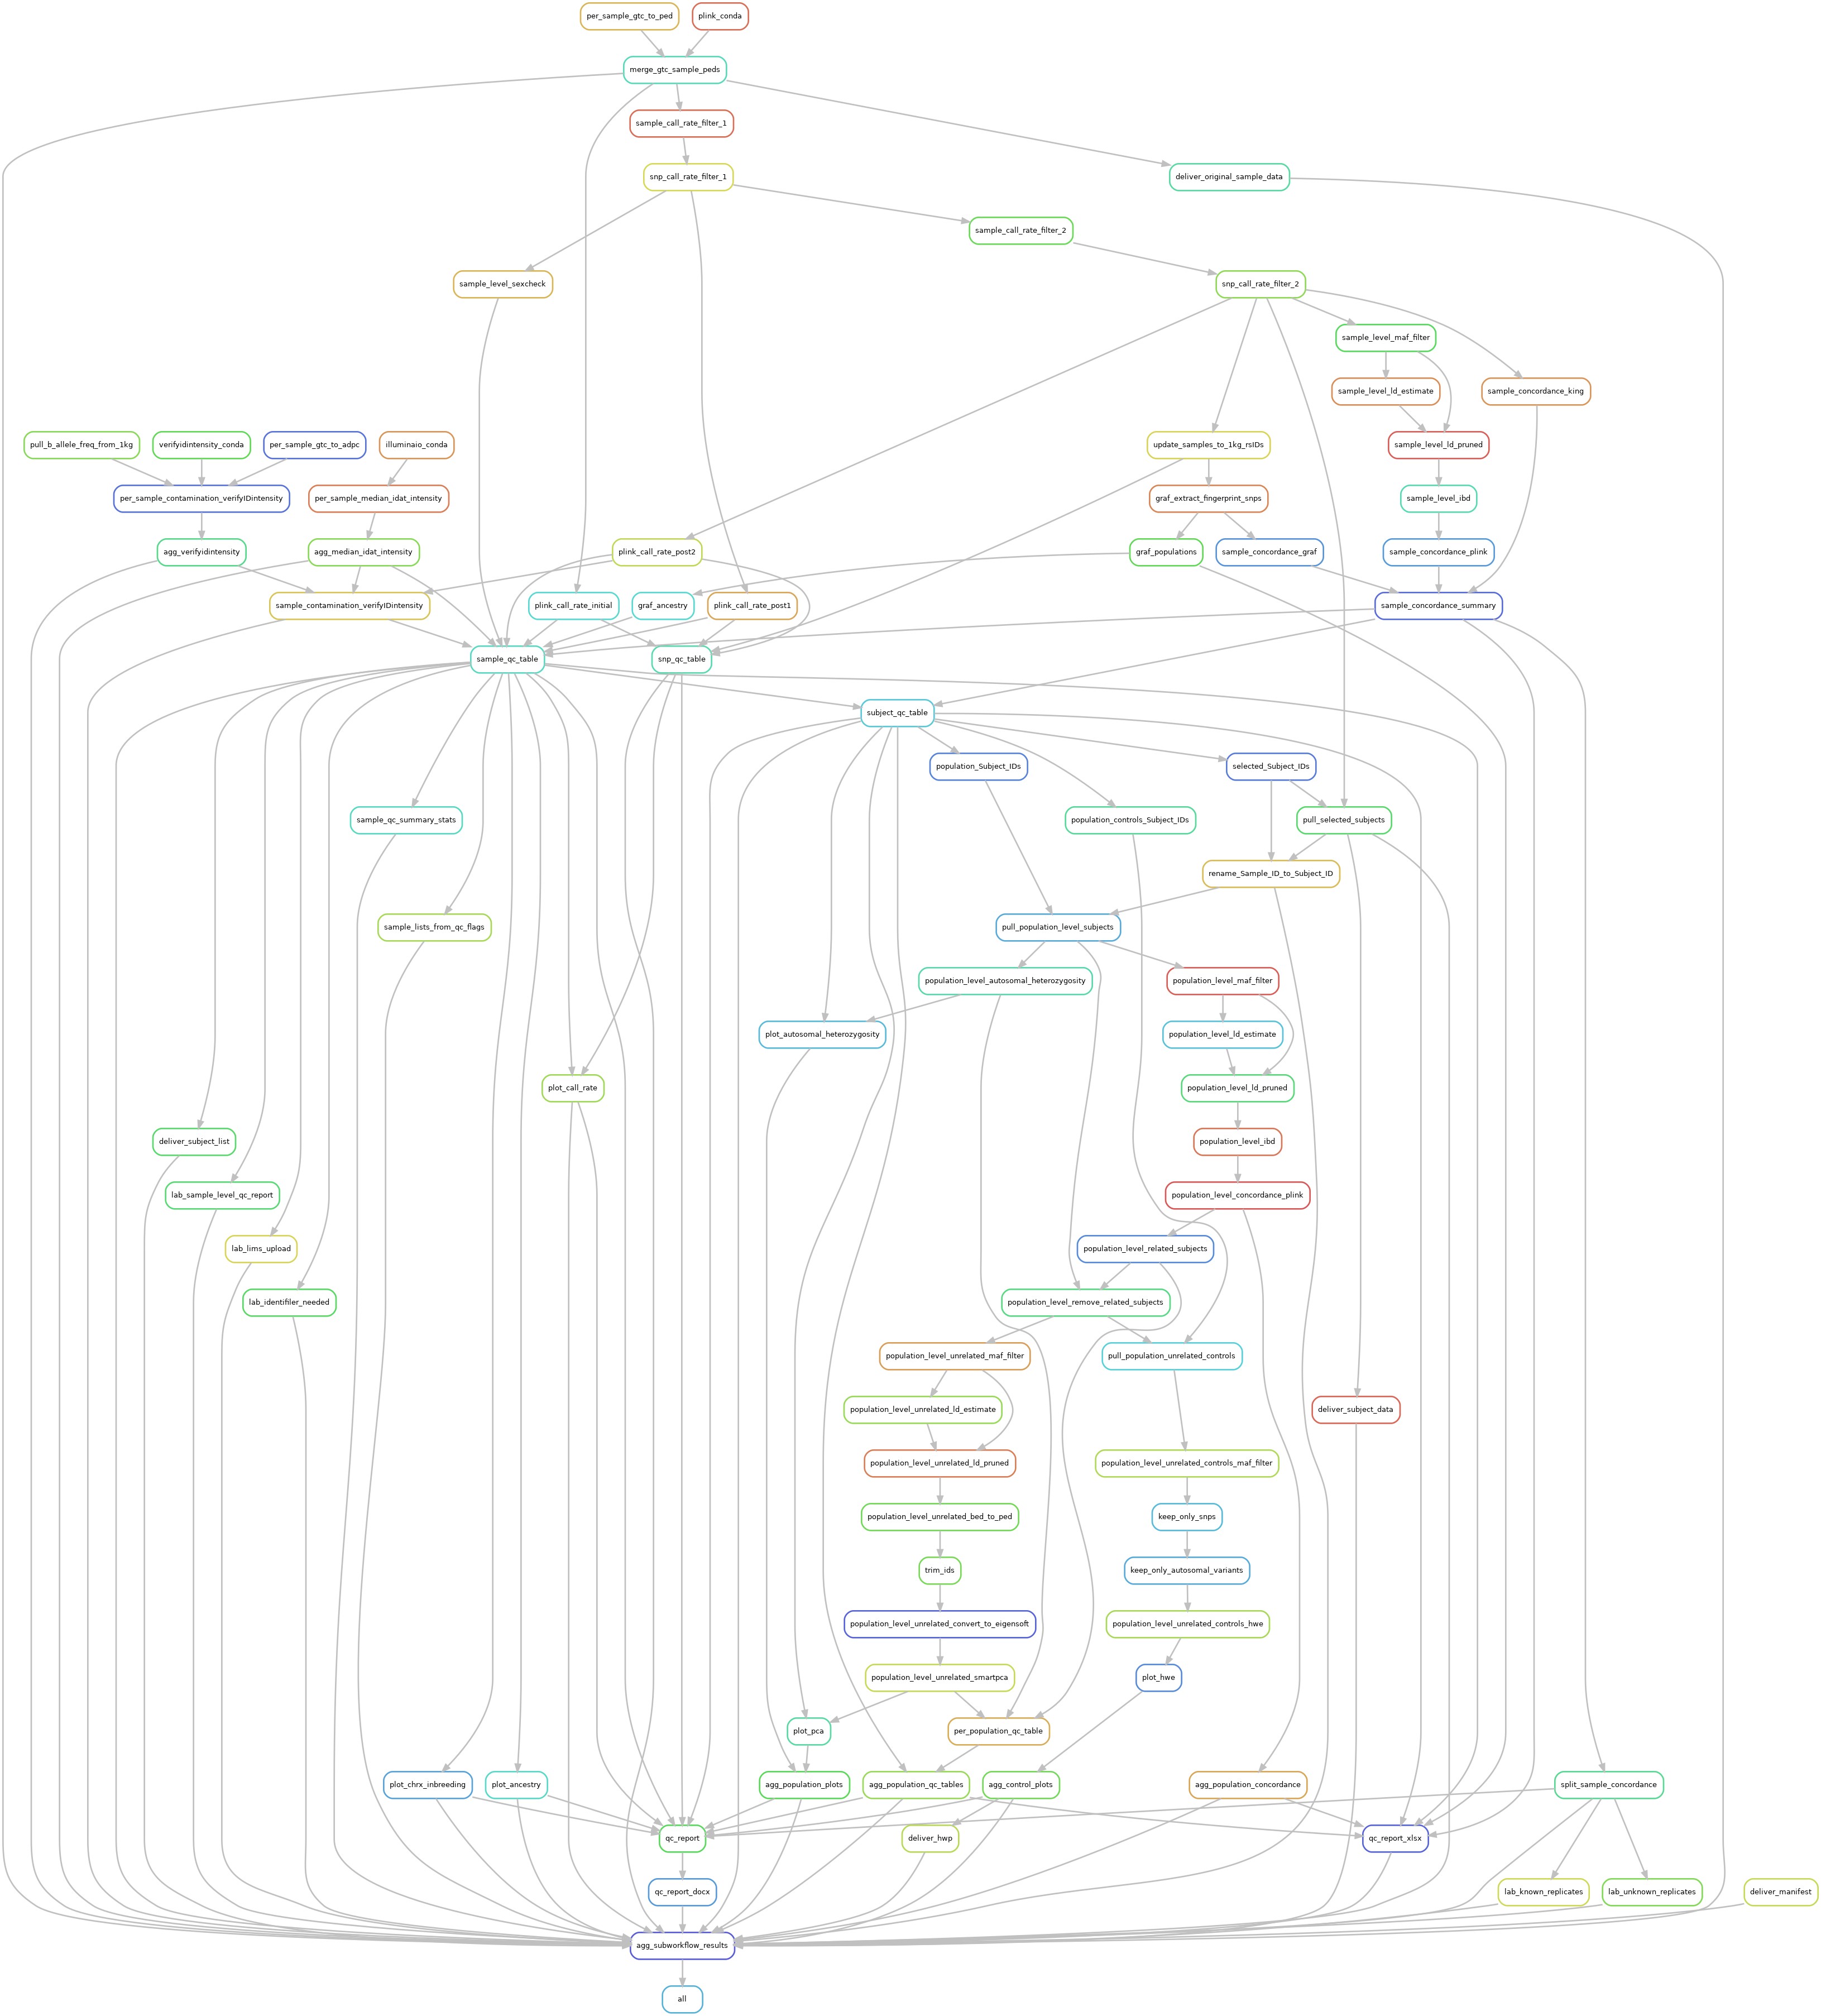 per_sample_gtc_to_ped
plink_conda
merge_gtc_sample_peds
sample_call_rate_filter_1
snp_call_rate_filter_1
deliver_original_sample_data
sample_call_rate_filter_2
sample_level_sexcheck
snp_call_rate_filter_2
sample_level_maf_filter
sample_level_ld_estimate
sample_concordance_king
pull_b_allele_freq_from_1kg
verifyidintensity_conda
per_sample_gtc_to_adpc
illuminaio_conda
update_samples_to_1kg_rsIDs
sample_level_ld_pruned
per_sample_contamination_verifyIDintensity
per_sample_median_idat_intensity
graf_extract_fingerprint_snps
sample_level_ibd
agg_verifyidintensity
agg_median_idat_intensity
plink_call_rate_post2
graf_populations
sample_concordance_graf
sample_concordance_plink
sample_contamination_verifyIDintensity
plink_call_rate_initial
graf_ancestry
plink_call_rate_post1
sample_concordance_summary
sample_qc_table
snp_qc_table
subject_qc_table
population_Subject_IDs
selected_Subject_IDs
sample_qc_summary_stats
population_controls_Subject_IDs
pull_selected_subjects
rename_Sample_ID_to_Subject_ID
sample_lists_from_qc_flags
pull_population_level_subjects
population_level_autosomal_heterozygosity
population_level_maf_filter
plot_autosomal_heterozygosity
population_level_ld_estimate
plot_call_rate
population_level_ld_pruned
deliver_subject_list
population_level_ibd
lab_sample_level_qc_report
population_level_concordance_plink
lab_lims_upload
population_level_related_subjects
lab_identifiler_needed
population_level_remove_related_subjects
population_level_unrelated_maf_filter
pull_population_unrelated_controls
population_level_unrelated_ld_estimate
deliver_subject_data
population_level_unrelated_ld_pruned
population_level_unrelated_controls_maf_filter
population_level_unrelated_bed_to_ped
keep_only_snps
trim_ids
keep_only_autosomal_variants
population_level_unrelated_convert_to_eigensoft
population_level_unrelated_controls_hwe
population_level_unrelated_smartpca
plot_hwe
plot_pca
per_population_qc_table
plot_chrx_inbreeding
plot_ancestry
agg_population_plots
agg_population_qc_tables
agg_control_plots
agg_population_concordance
split_sample_concordance
qc_report
deliver_hwp
qc_report_xlsx
qc_report_docx
lab_known_replicates
lab_unknown_replicates
deliver_manifest
agg_subworkflow_results
all